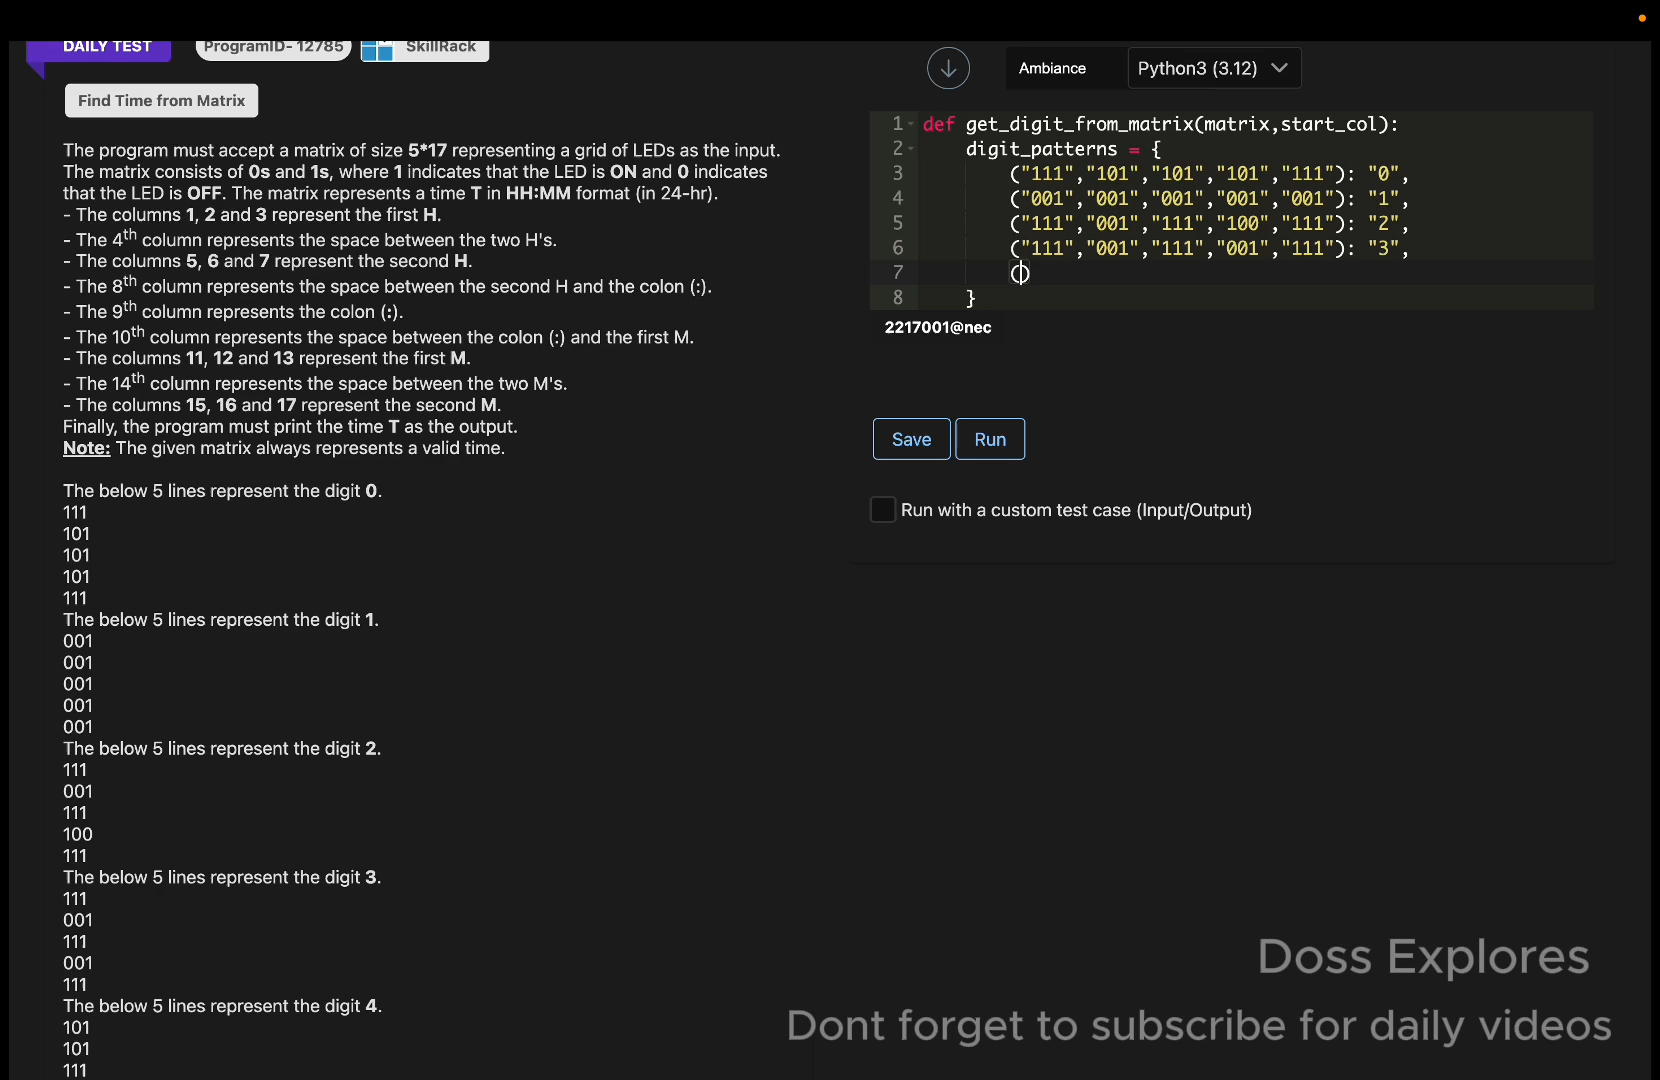 DAILY TEST
ProgramID- 12785
SkillRack
Find Time from Matrix
The program must accept a matrix of size 5*17 representing a grid of LEDs as the input.
The matrix consists of 0s and 1s, where 1 indicates that the LED is ON and 0 indicates
that the LED is OFF. The matrix represents a time T in HH:MM format (in 24-hr).
- The columns 1, 2 and 3 represent the first H.
- The 4th column represents the space between the two H's.
- The columns 5, 6 and 7 represent the second H.
- The 8th column represents the space between the second H and the colon (:).
- The 9th column represents the colon (:).
- The 10th column represents the space between the colon (:) and the first M.
- The columns 11, 12 and 13 represent the first M.
- The 14th column represents the space between the two M's.
- The columns 15, 16 and 17 represent the second M.
Finally, the program must print the time T as the output.
Note: The given matrix always represents a valid time.
The below 5 lines represent the digit 0.
111
101
101
101
111
The below 5 lines represent the digit 1.
001
001
001
001
001
The below 5 lines represent the digit 2.
111
001
111
100
111
The below 5 lines represent the digit 3.
111
001
111
001
111
The below 5 lines represent the digit 4.
101
101
111
Ambiance
Python3 (3.12)
1 def get_digit_from_matrix(matrix,start_col):
2 digit_patterns = {
3 ("111","101","101","101","111"): "0",
4 ("001","001","001","001","001"): "1",
5 ("111","001","111","100","111"): "2",
6 ("111","001","111","001","111"): "3",
7 ()
8 }
2217001@nec
Save
Run
Run with a custom test case (Input/Output)
Doss Explores
Dont forget to subscribe for daily videos